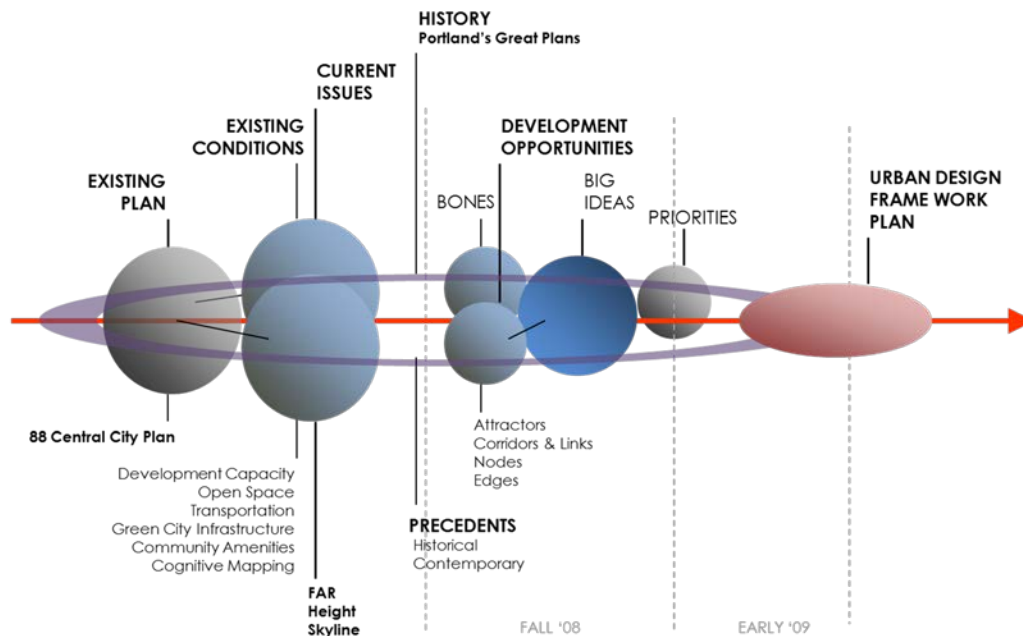 HISTORY
Portland's Great Plans
CURRENT
ISSUES
EXISTING
CONDITIONS
DEVELOPMENT
OPPORTUNITIES
EXISTING
PLAN
BONES
BIG
IDEAS
PRIORITIES
URBAN DESIGN
FRAME WORK
PLAN
88 Central City Plan
Development Capacity
Open Space
Transportation
Green City Infrastructure
Community Amenities
Cognitive Mapping
FAR
Height
Skyline
Attractors
Corridors & Links
Nodes
Edges
PRECEDENTS
Historical
Contemporary
FALL '08
EARLY '09